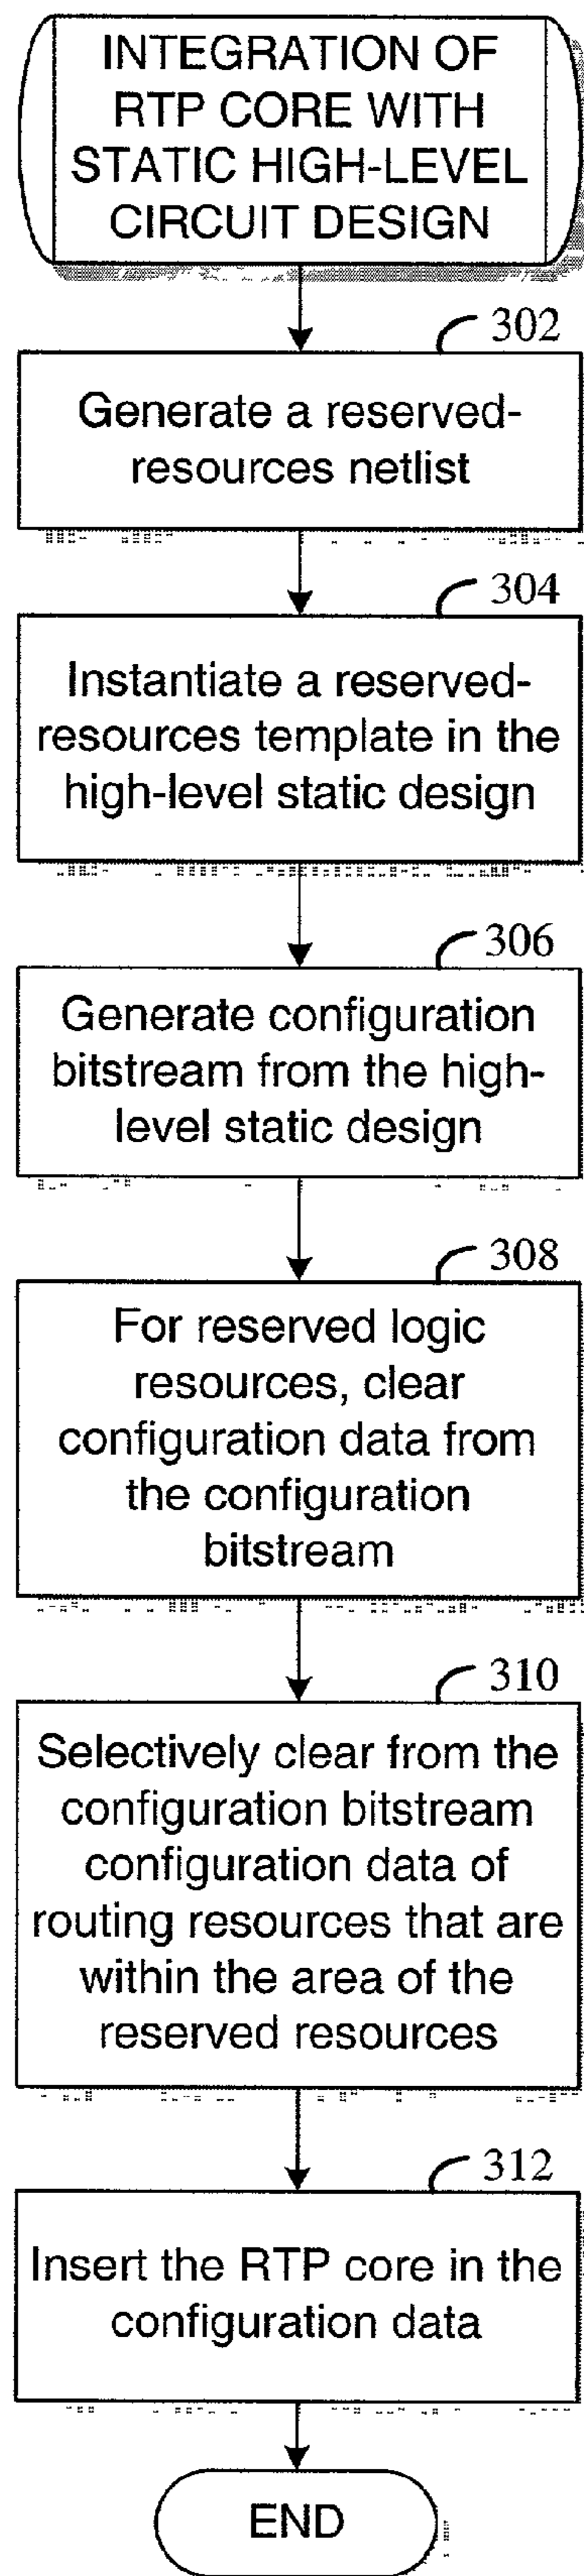 INTEGRATION OF
RTP CORE WITH
STATIC HIGH-LEVEL
CIRCUIT DESIGN
302
Generate a reserved-
resources netlist
304
Instantiate a reserved-
resources template in the
high-level static design
306
Generate configuration
bitstream from the high-
level static design
308
For reserved logic
resources, clear
configuration data from
the configuration
bitstream
310
Selectively clear from the
configuration bitstream
configuration data of
routing resources that are
within the area of the
reserved resources
312
Insert the RTP core in the
configuration data
END